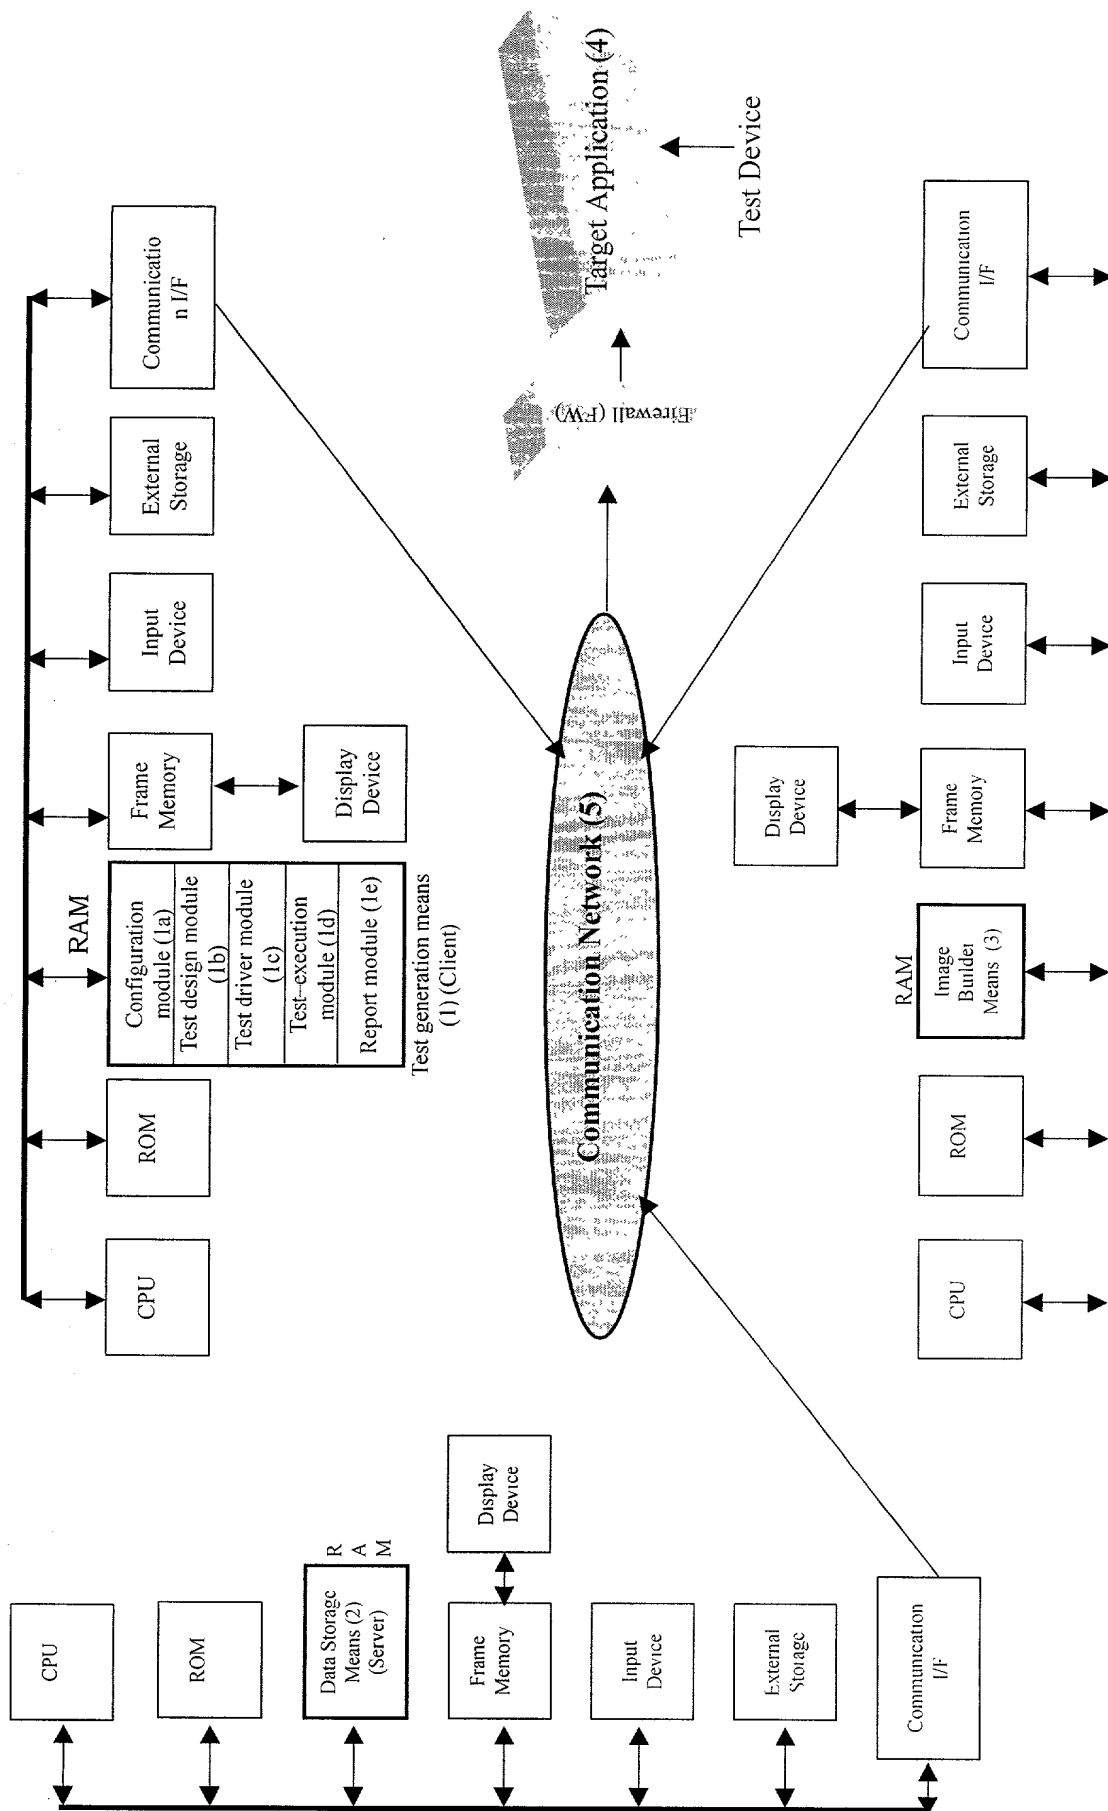 CPU
ROM
RAM
Configuration
module (1a)
Test design module
(1b)
Test driver module
(1c)
Test-execution
module (1d)
Report module (1e)
Test generation means
(1) (Client)
Frame
Memory
Display
Device
Input
Device
External
Storage
Communicatio
n I/F
CPU
ROM
Data Storage
Means (2)
(Server)
R
A
M
Frame
Memory
Display
Device
Input
Device
External
Storage
Communication
I/F
Communication Network (5)
Firewall (FW)
Target Application (4)
Test Device
CPU
ROM
RAM
Image
Builder
Means (3)
Frame
Memory
Display
Device
Input
Device
External
Storage
Communication
I/F